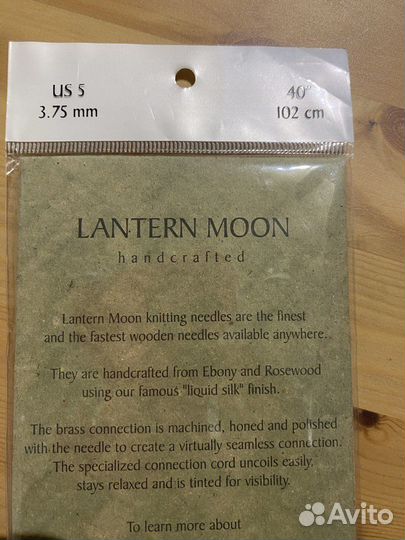 US 5
3.75 mm
40"
102 cm
LANTERN MOON
handcrafted
Lantern Moon knitting needles are the finest
and the fastest wooden needles available anywhere.
They are handcrafted from Ebony and Rosewood
using our famous "liquid silk" finish.
The brass connection is machined, honed and polished
with the needle to create a virtually seamless connection.
The specialized connection cord uncoils easily,
stays relaxed and is tinted for visibility.
To learn more about
Avito